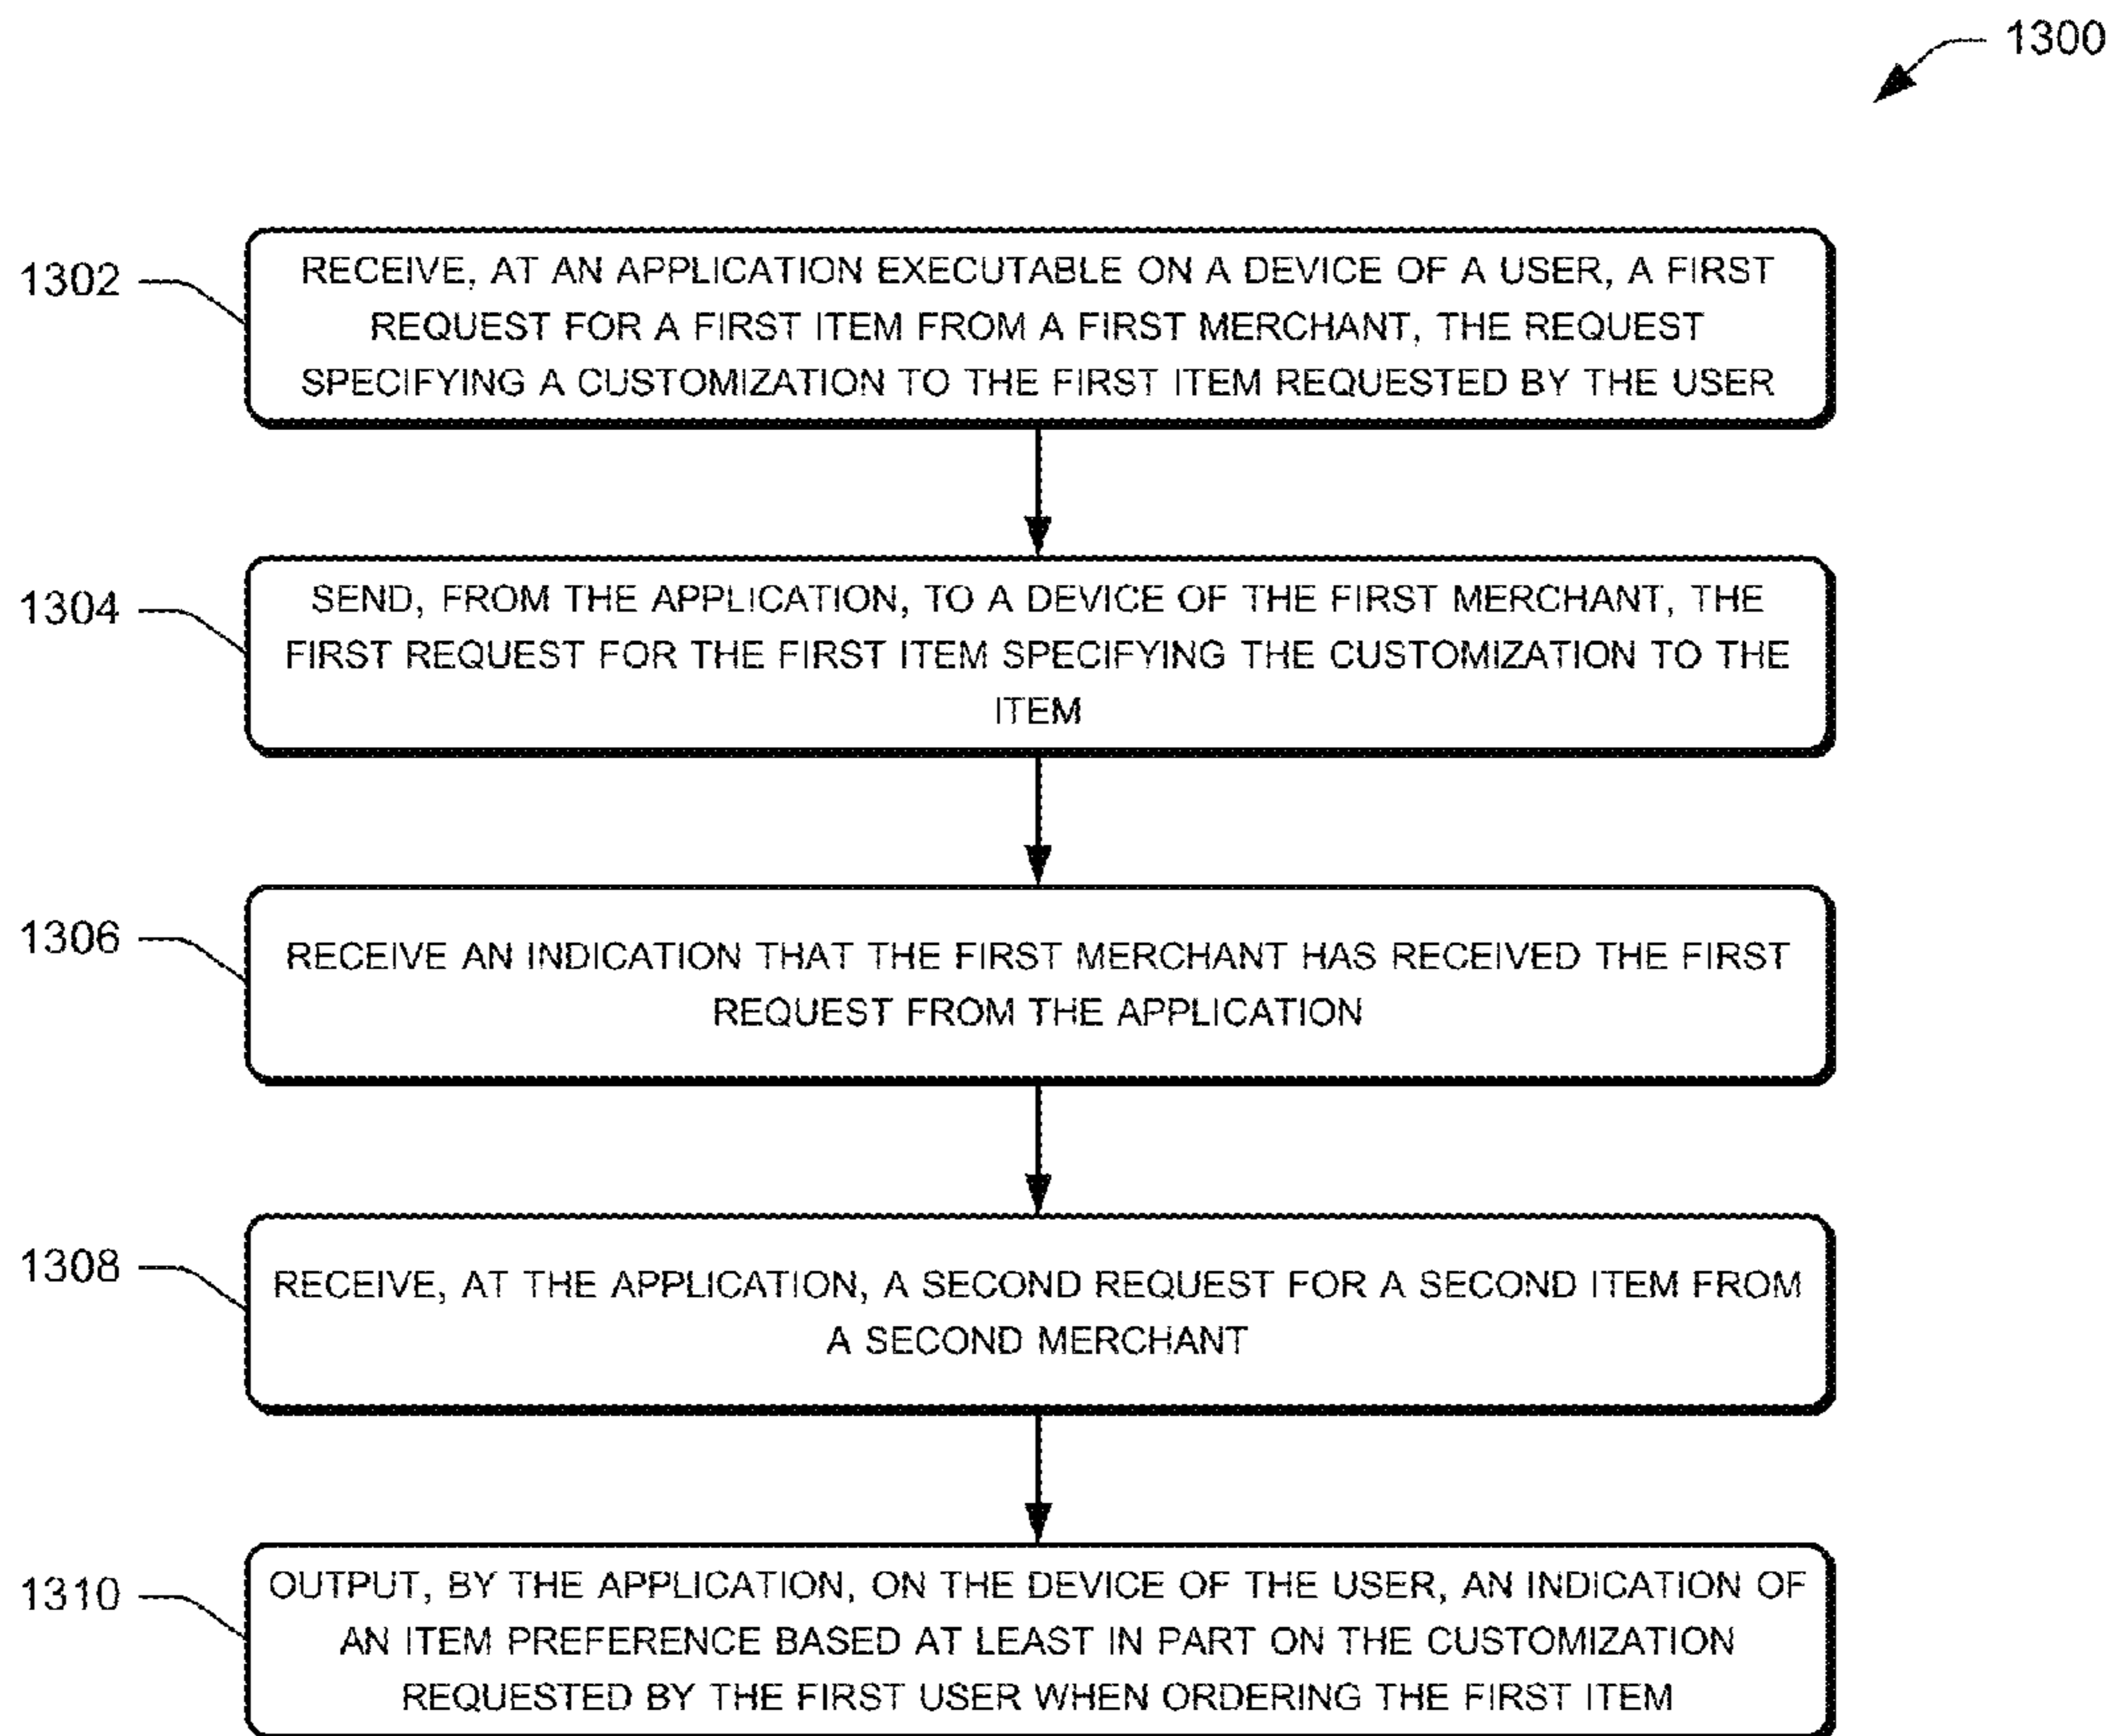 1300
1302
RECEIVE, AT AN APPLICATION EXECUTABLE ON A DEVICE OF A USER, A FIRST
REQUEST FOR A FIRST ITEM FROM A FIRST MERCHANT, THE REQUEST
SPECIFYING A CUSTOMIZATION TO THE FIRST ITEM REQUESTED BY THE USER
1304
SEND, FROM THE APPLICATION, TO A DEVICE OF THE FIRST MERCHANT, THE
FIRST REQUEST FOR THE FIRST ITEM SPECIFYING THE CUSTOMIZATION TO THE
ITEM
1306
RECEIVE AN INDICATION THAT THE FIRST MERCHANT HAS RECEIVED THE FIRST
REQUEST FROM THE APPLICATION
1308
RECEIVE, AT THE APPLICATION, A SECOND REQUEST FOR A SECOND ITEM FROM
A SECOND MERCHANT
1310
OUTPUT, BY THE APPLICATION, ON THE DEVICE OF THE USER, AN INDICATION OF
AN ITEM PREFERENCE BASED AT LEAST IN PART ON THE CUSTOMIZATION
REQUESTED BY THE FIRST USER WHEN ORDERING THE FIRST ITEM